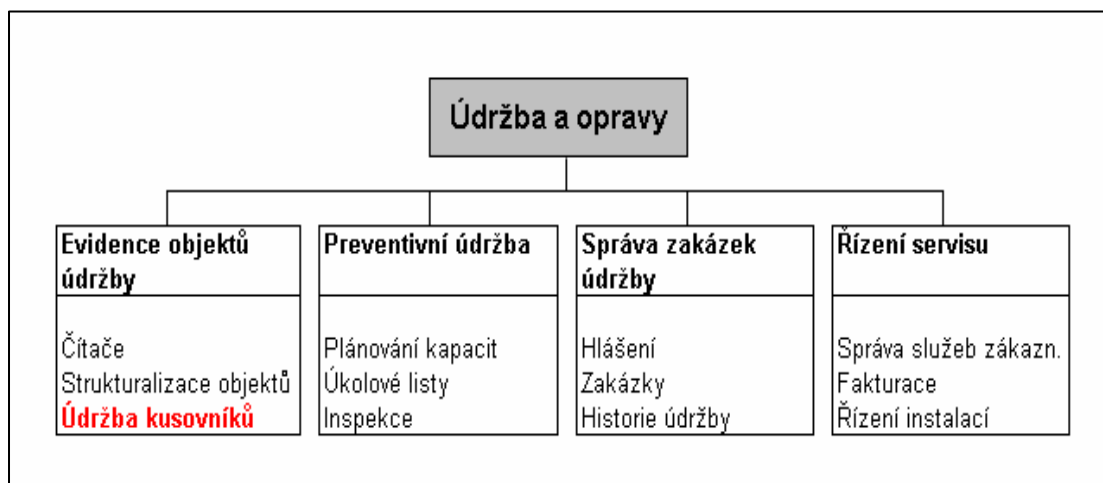 Údržba a opravy
Evidence objektů
údržby
Čítače
Strukturalizace objektů
Údržba kusovníků
Preventivní údržba
Plánování kapacit
Úkolové listy
Inspekce
Správa zakázek
údržby
Hlášení
Zakázky
Historie údržby
Řízení servisu
Správa služeb zákazn.
Fakturace
Řízení instalací